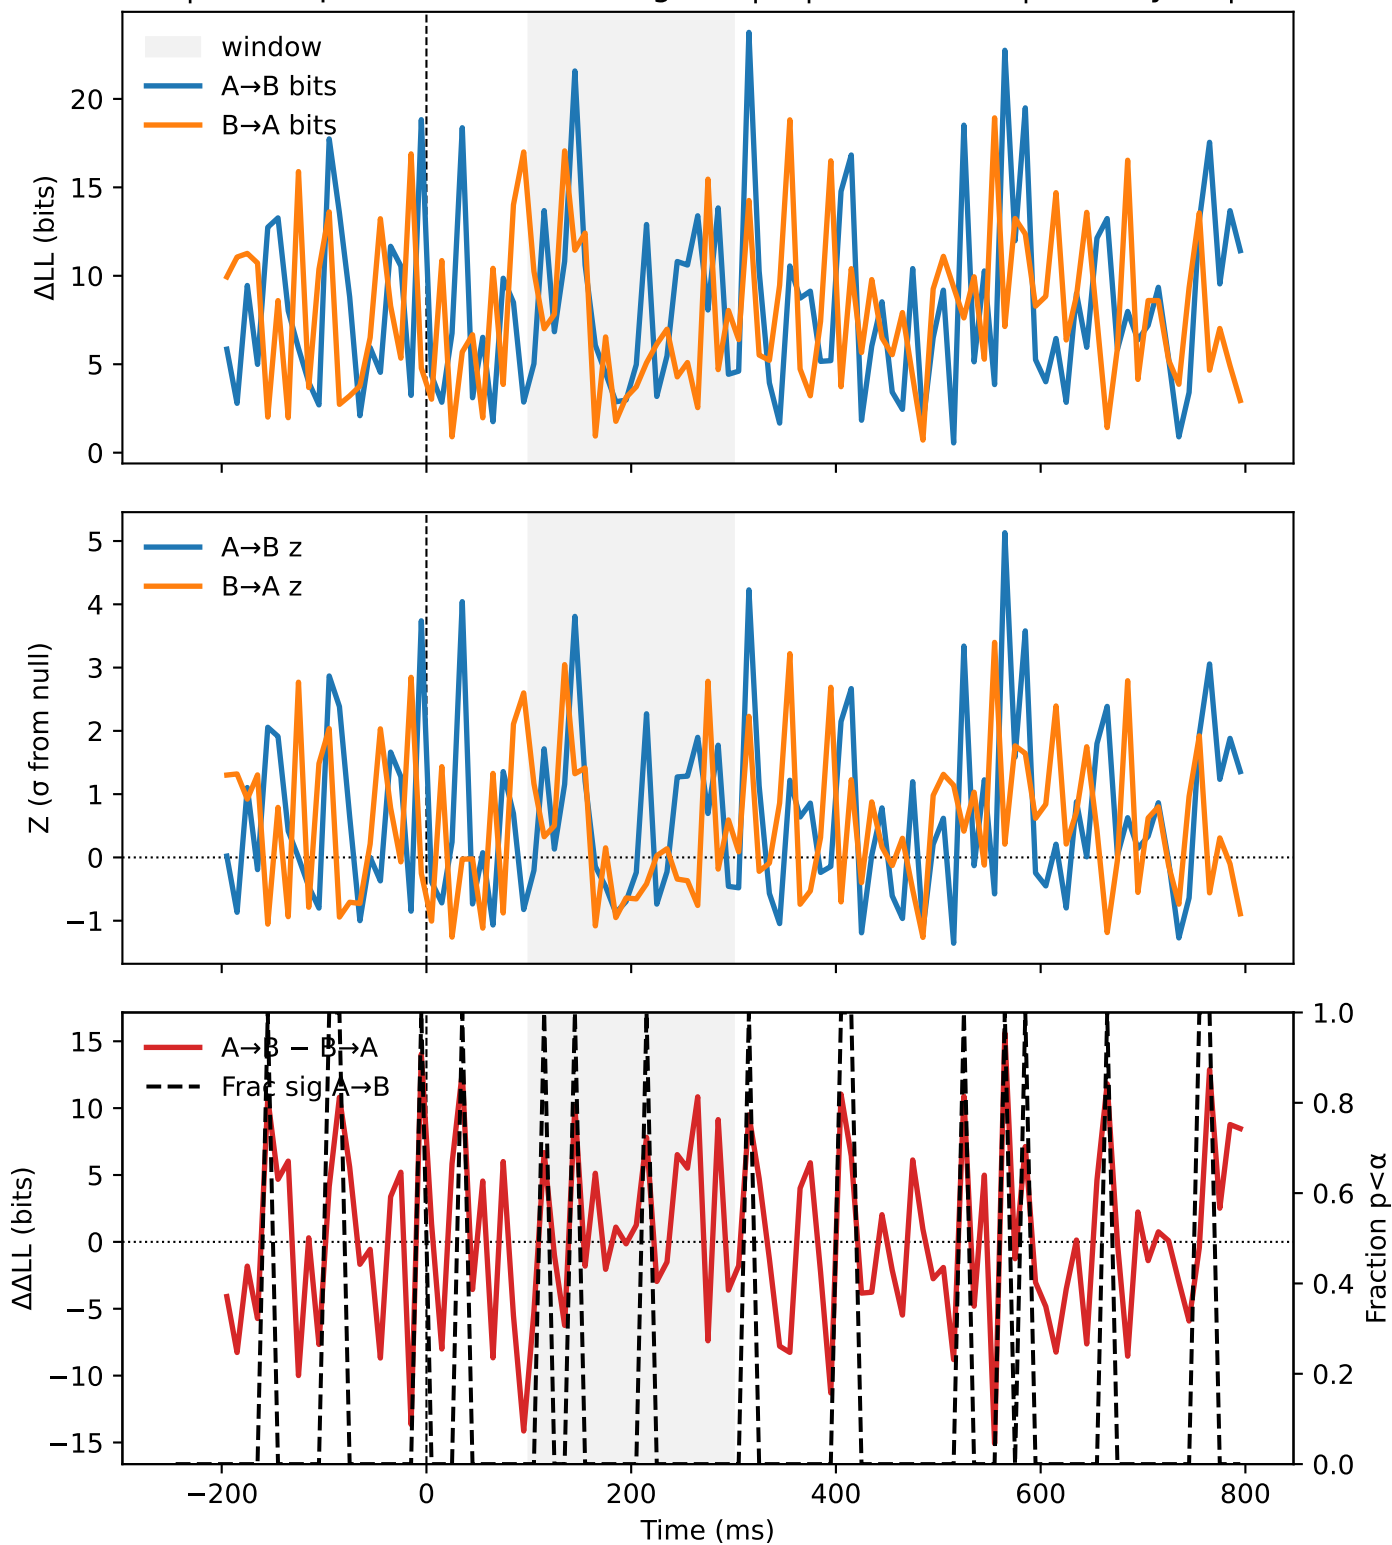 window
A→B bits
B→A bits
ΔLL (bits)
20
15
10
5
0
A→B z
B→A z
Z (σ from null)
5
4
3
2
1
0
−1
A→B − B→A
Frac sig A→B
ΔΔLL (bits)
15
10
5
0
−5
−10
−15
1.0
0.8
0.6
0.4
0.2
0.0
Fraction p<α
−200 0 200 400 600 800
Time (ms)